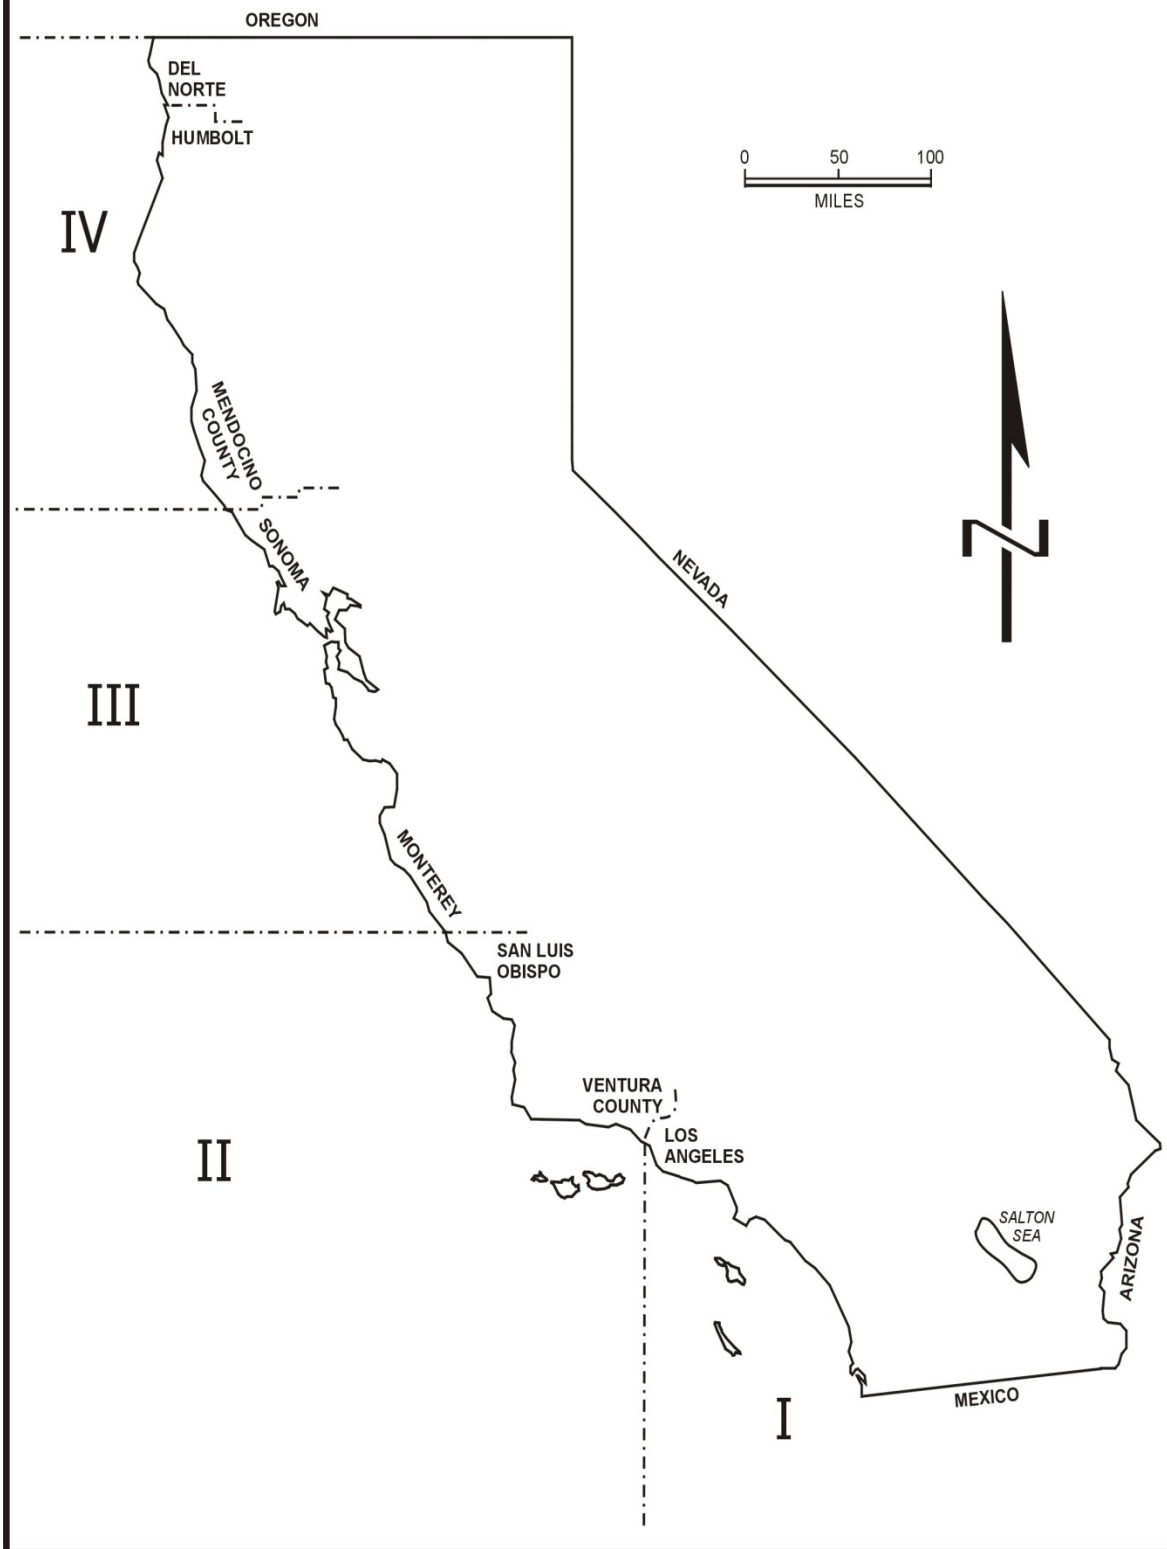 OREGON
DEL
NORTE
HUMBOLT
0 50 100
MILES
IV
MENDOCINO
COUNTY
SONOMA
N
NEVADA
III
MONTEREY
SAN LUIS
OBISPO
VENTURA
COUNTY
LOS
ANGELES
II
SALTON
SEA
ARIZONA
MEXICO
I